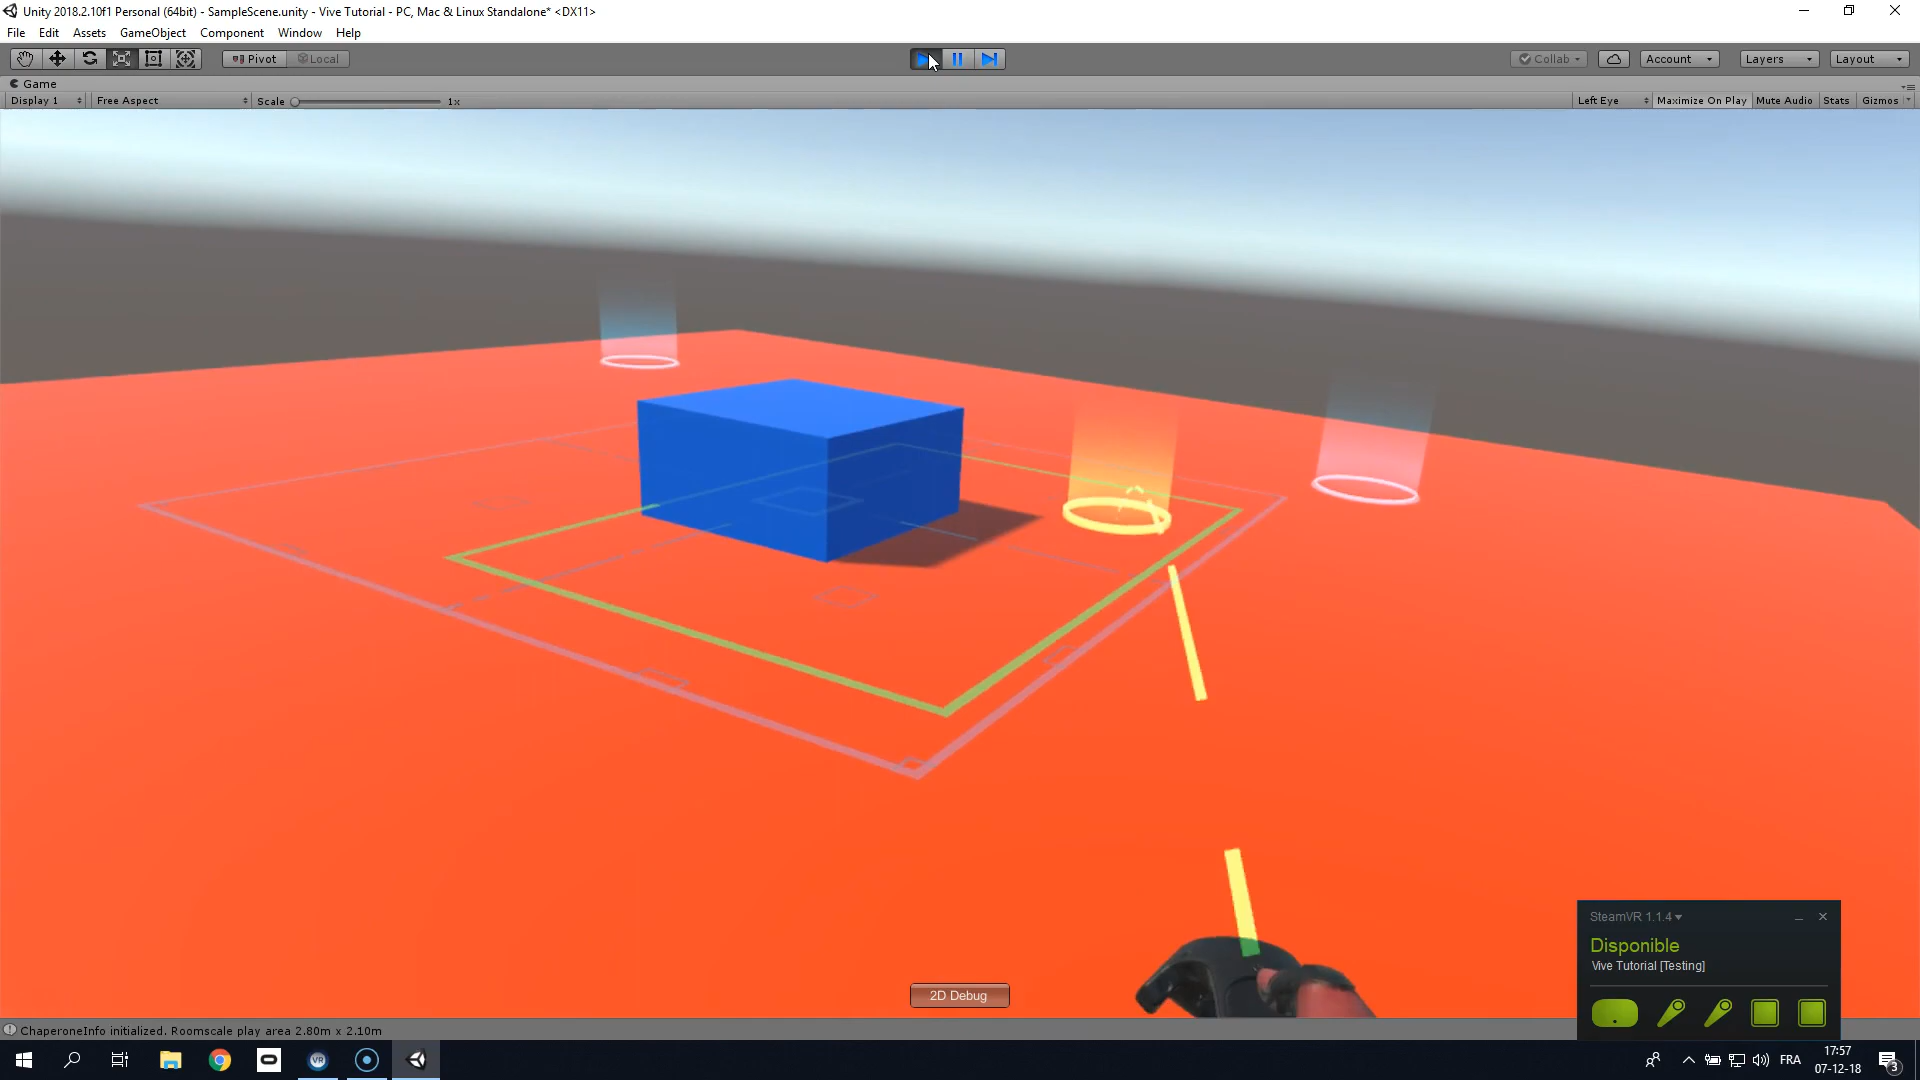 Unity 2018.2.10f1 Personal (64bit) - SampleScene.unity - Vive Tutorial - PC, Mac & Linux Standalone* <DX11>
File Edit Assets GameObject Component Window Help
Pivot Local Collab Account Layers Layout
Game
Display 1 Free Aspect Scale 1x Left Eye Maximize On Play Mute Audio Stats Gizmos
SteamVR 1.1.4
Disponible
Vive Tutorial [Testing]
2D Debug
ChaperoneInfo initialized. Roomscale play area 2.80m x 2.10m
VR
FRA
17:57
07-12-18
3